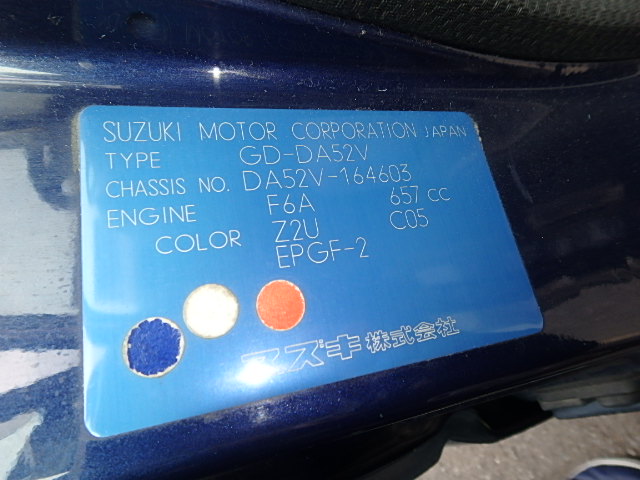 SUZUKI MOTOR CORPORATION JAPAN
TYPE GD-DA52V
CHASSIS NO. DA52V-164603
ENGINE F6A 657 cc
COLOR Z2U C05
EPGF-2
スズキ株式会社